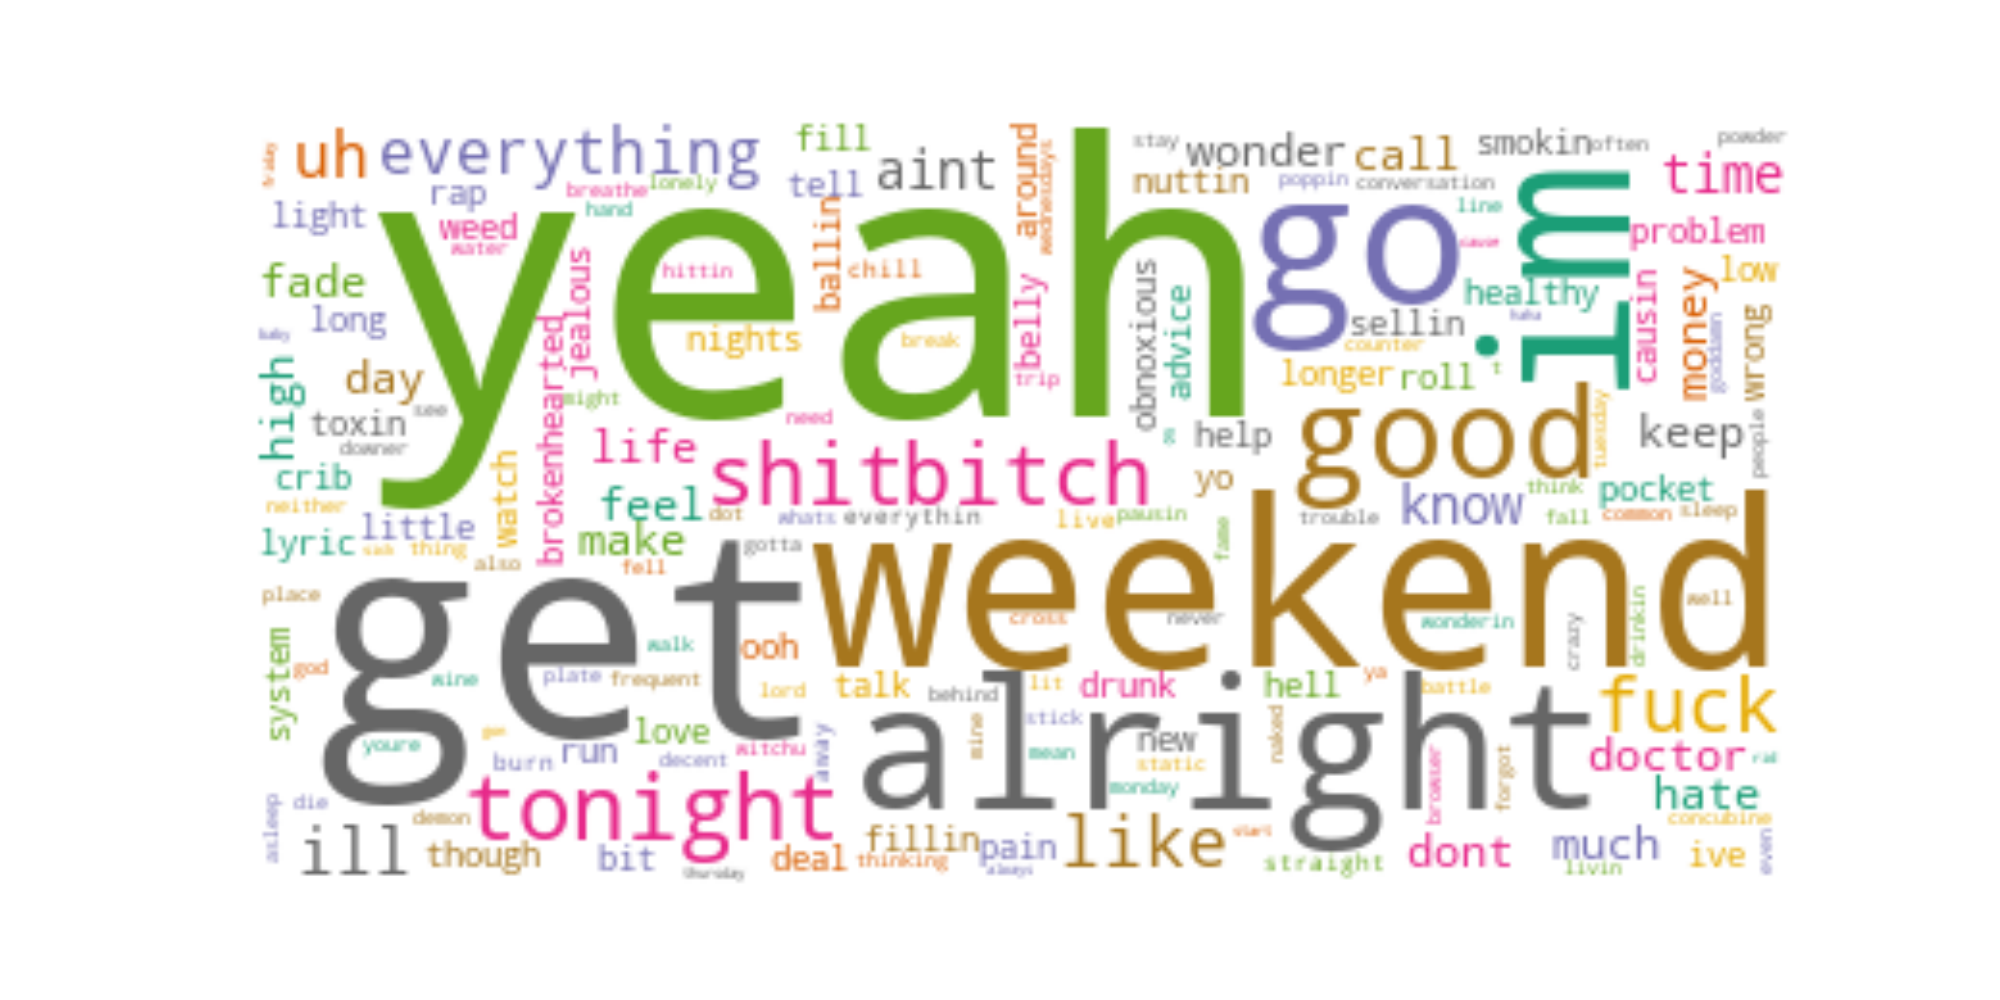 friday
uh
everything
fill
aint
around
wednesdays
stay
wonder
call
smokin
often
powder
time
light
rap
breathe
lonely
tell
nuttin
poppin
conversation
hand
weed
water
ballin
yeah
go
line
im
problem
cause
fade
jealous
hittin
chill
belly
obnoxious
advice
healthy
causin
money
low
haha
goddamn
wrong
baby
long
nights
break
sellin
counter
high
day
trip
longer
roll
t
see
might
need
toxin
downer
brokenhearted
life
shitbitch
help
good
tuesday
keep
people
crib
neither
watch
feel
dot
yo
know
think
pocket
lyric
little
thing
also
make
fell
gotta
whats
everythin
live
pausin
fame
trouble
fall
common
sleep
place
get
weekend
cross
never
wonderin
crazy
drinkin
well
system
god
walk
ooh
wine
plate
frequent
lord
talk
behind
lit
drunk
hell
ya
battle
fuck
youre
love
burn
run
decent
witchu
away
alright
mine
stick
mean
new
static
monday
naked
browser
forgot
doctor
hate
concubine
asleep
die
demon
tonight
ill
though
bit
thursday
deal
fillin
thinking
pain
always
like
straight
dont
much
livin
ive
even